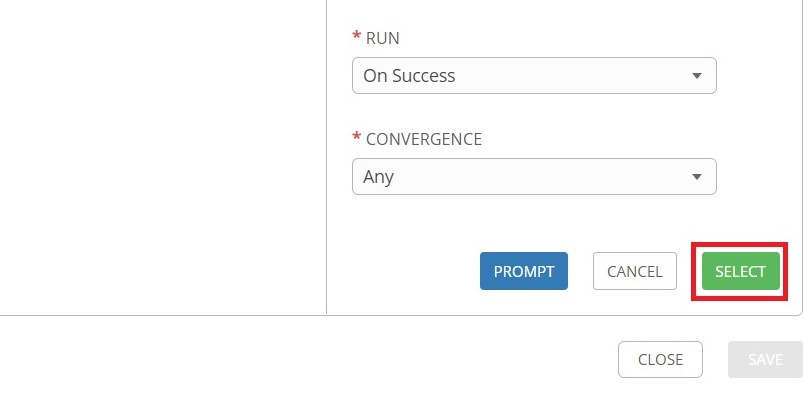 * RUN
On Success
* CONVERGENCE
Any
PROMPT CANCEL SELECT
CLOSE SAVE